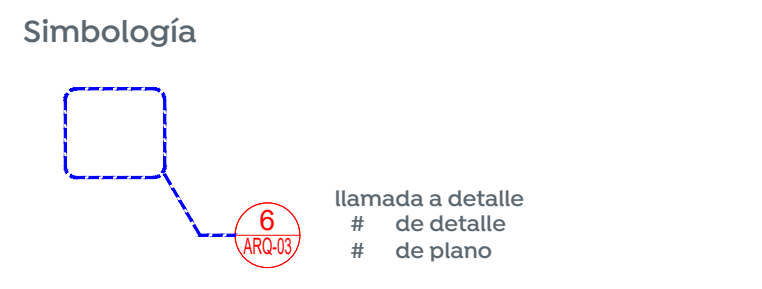 Simbología
6
ARQ-03
llamada a detalle
# de detalle
# de plano